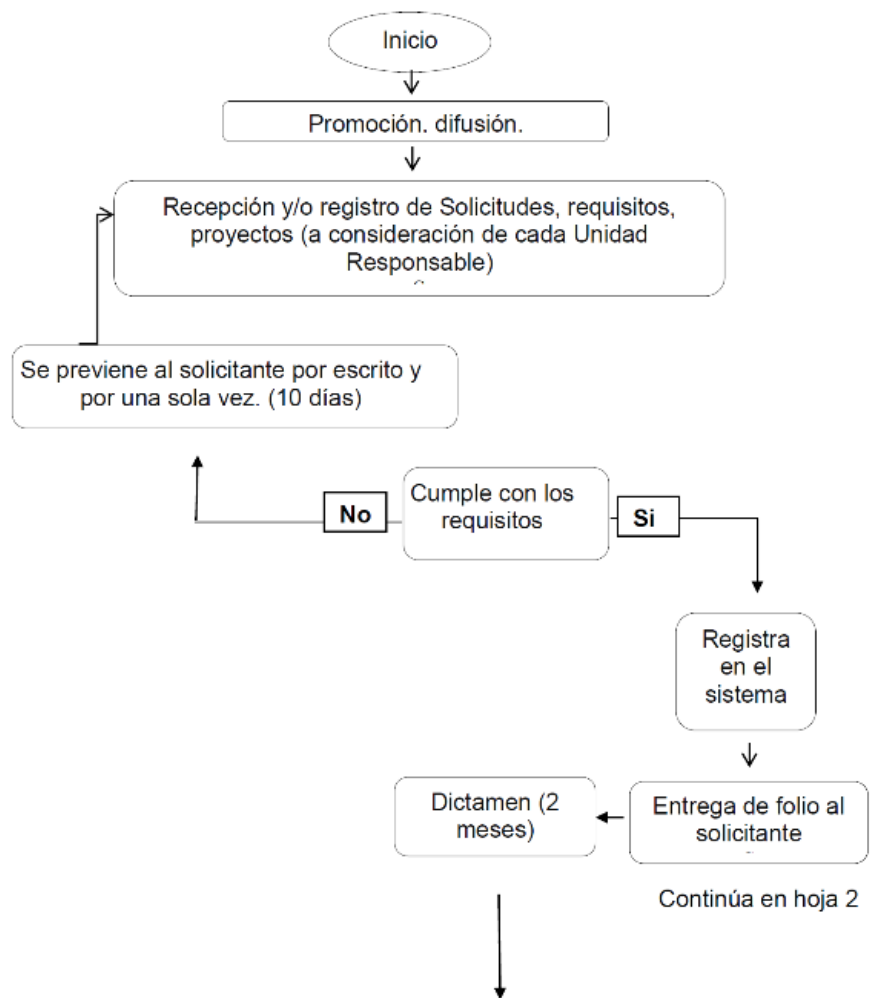 Inicio
Promoción. difusión.
Recepción y/o registro de Solicitudes, requisitos,
proyectos (a consideración de cada Unidad
Responsable)
Se previene al solicitante por escrito y
por una sola vez. (10 días)
Cumple con los
requisitos
No
Si
Registra
en el
sistema
Dictamen (2
meses)
Entrega de folio al
solicitante
Continúa en hoja 2